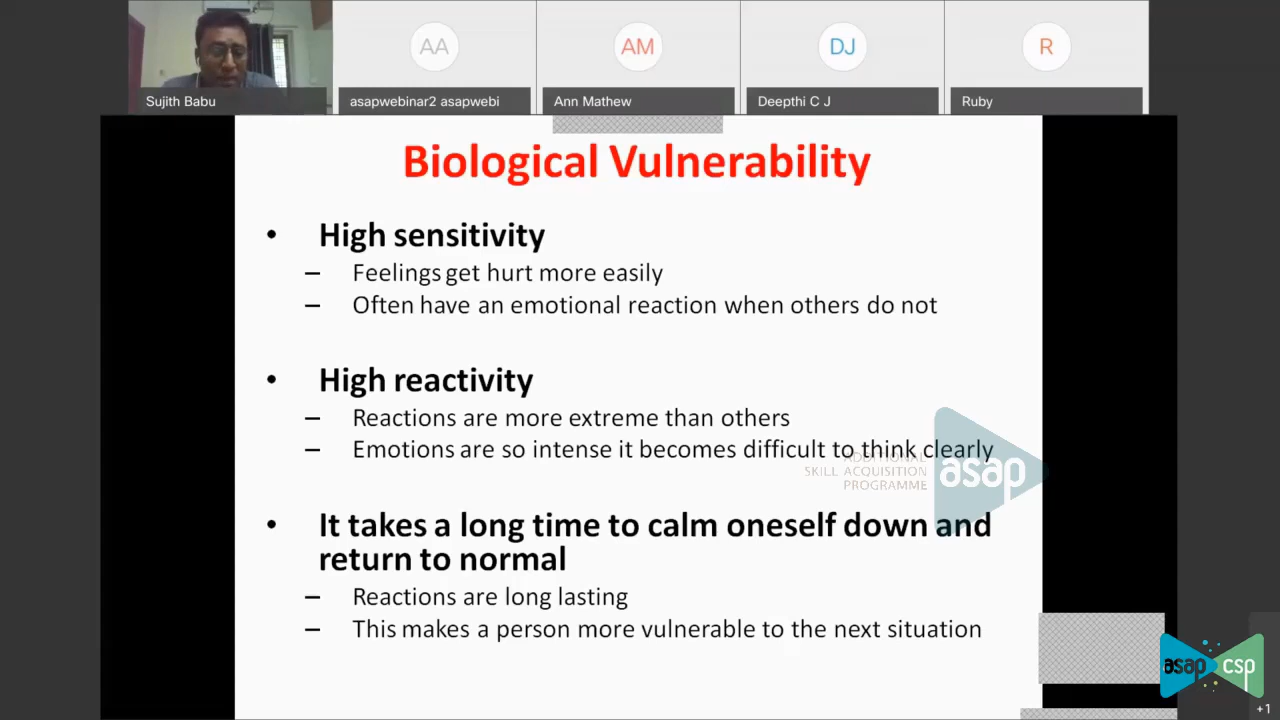 AA
AM
DJ
R
Sujith Babu
asapwebinar2 asapwebi
Ann Mathew
Deepthi C J
Ruby
Biological Vulnerability
• High sensitivity
– Feelings get hurt more easily
– Often have an emotional reaction when others do not
• High reactivity
– Reactions are more extreme than others
– Emotions are so intense it becomes difficult to think clearly
ADDITIONAL
SKILL ACQUISITION
PROGRAMME
asap
• It takes a long time to calm oneself down and
return to normal
– Reactions are long lasting
– This makes a person more vulnerable to the next situation
asap csp
+1